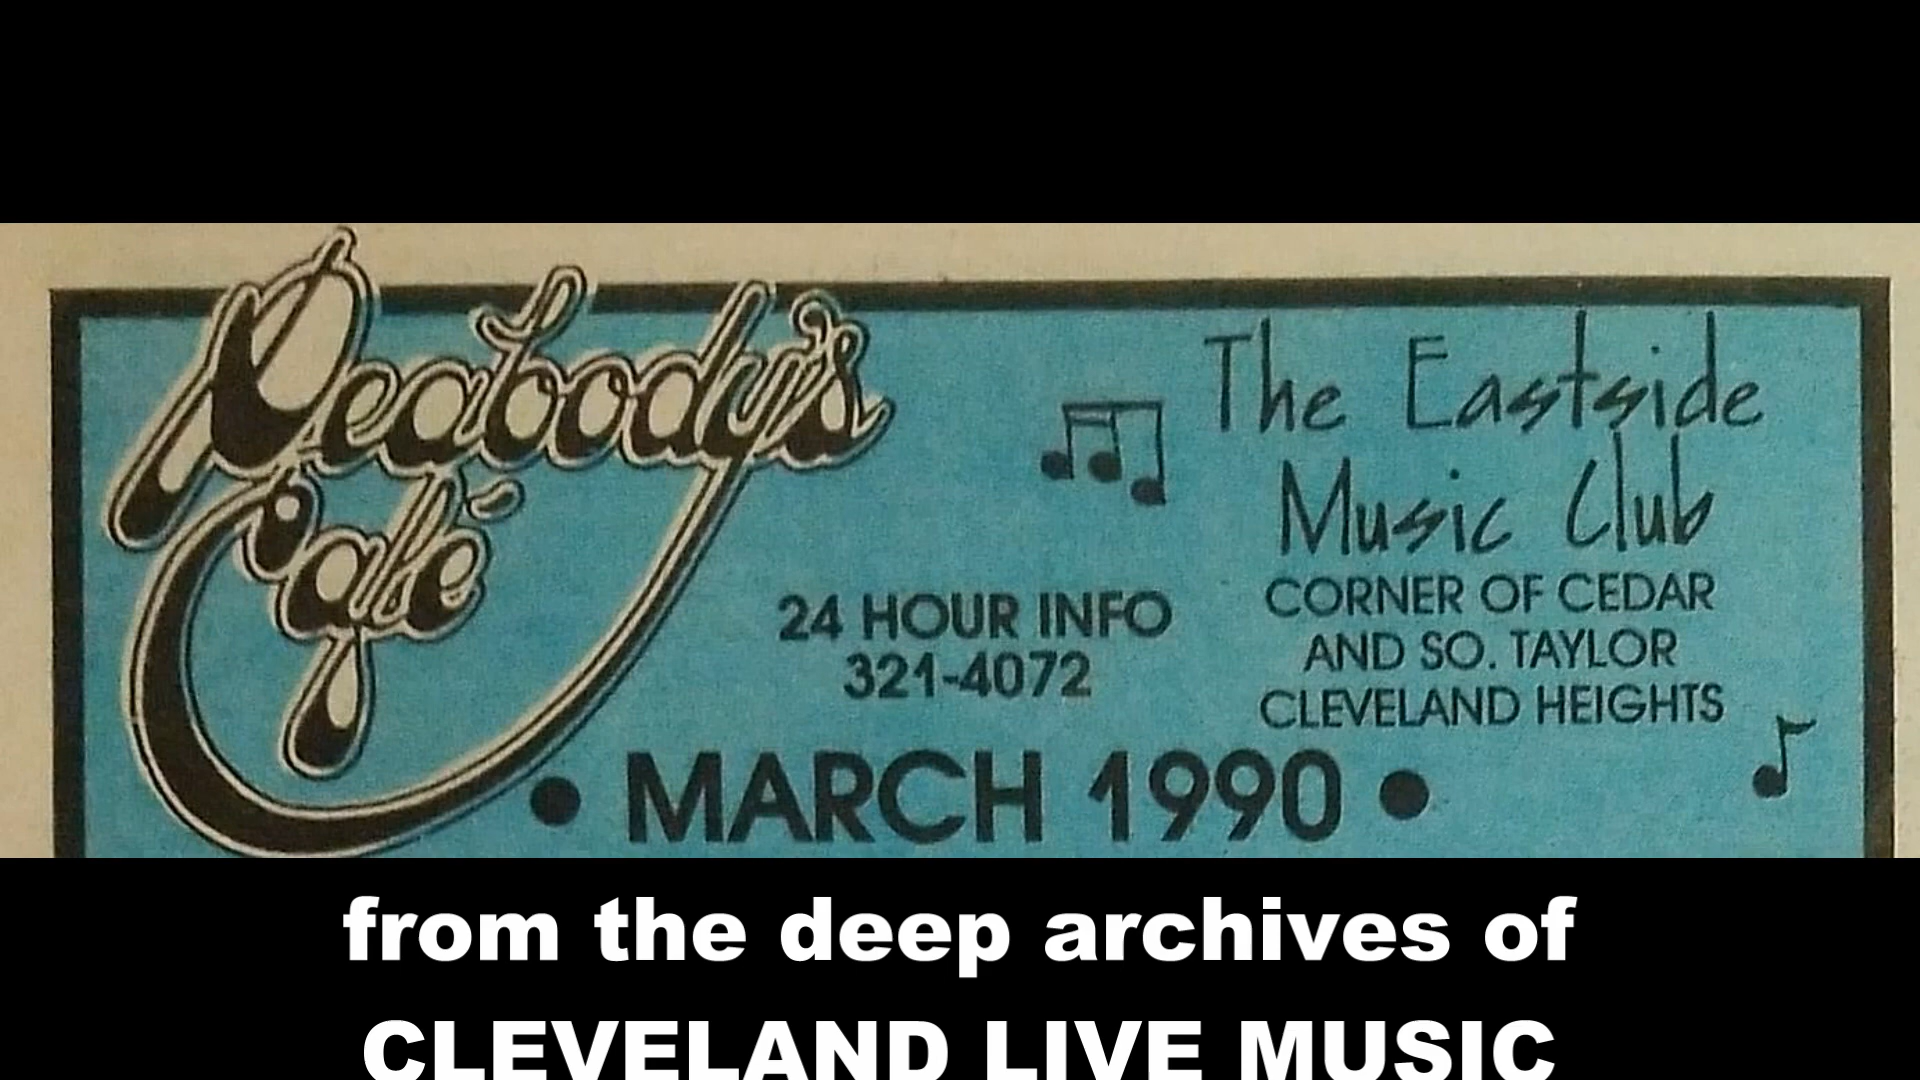 Peabody's
Café
The Eastside
Music Club
CORNER OF CEDAR
AND SO. TAYLOR
CLEVELAND HEIGHTS
24 HOUR INFO
321-4072
• MARCH 1990 •
from the deep archives of
CLEVELAND LIVE MUSIC